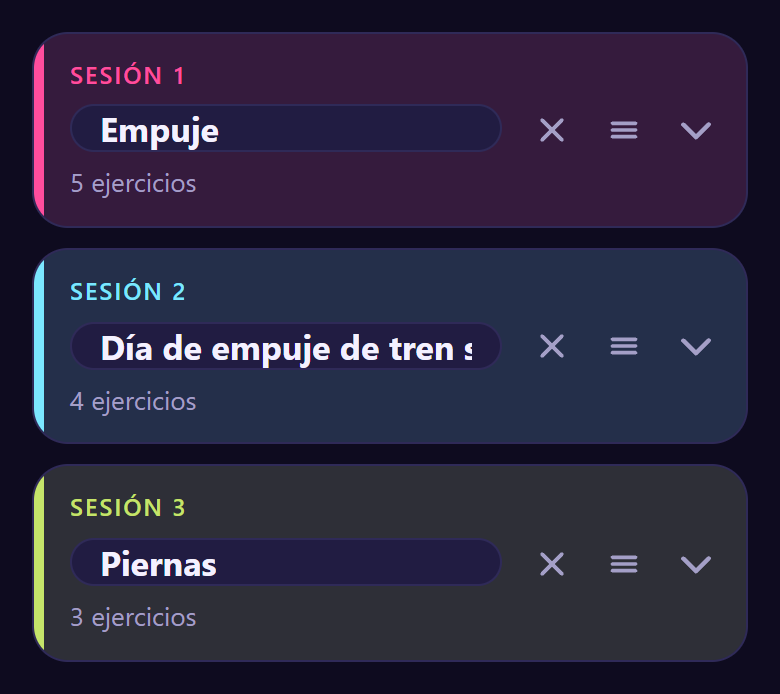 SESIÓN 1
Empuje
5 ejercicios
SESIÓN 2
Día de empuje de tren
4 ejercicios
SESIÓN 3
Piernas
3 ejercicios